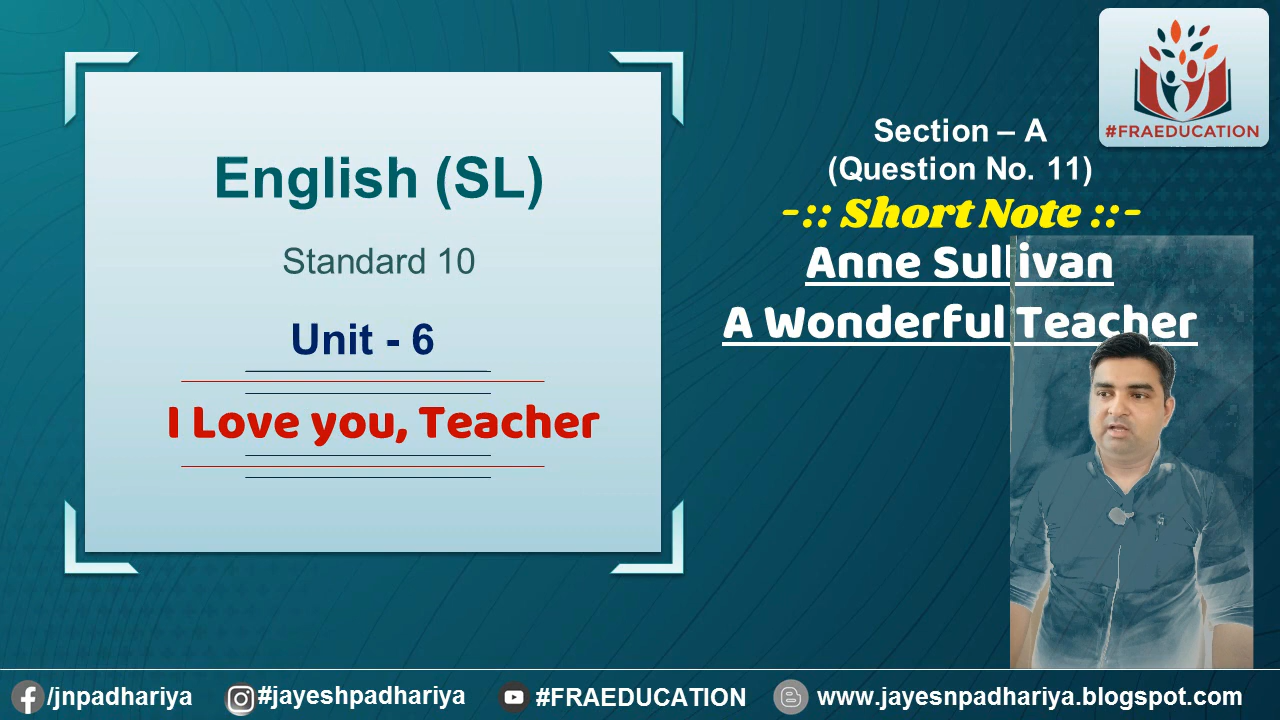 English (SL)
Standard 10
Unit - 6
I Love you, Teacher
#FRAEDUCATION
Section – A
(Question No. 11)
-:: Short Note ::-
Anne Sullivan
A Wonderful Teacher
/jnpadhariya
#jayeshpadhariya
#FRAEDUCATION
www.jayesnpadhariya.blogspot.com